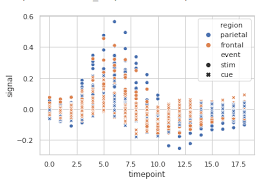 0.6
0.4
0.2
0.0
−0.2
signal
0.0 2.5 5.0 7.5 10.0 12.5 15.0 17.5
timepoint
region
parietal
frontal
event
stim
cue